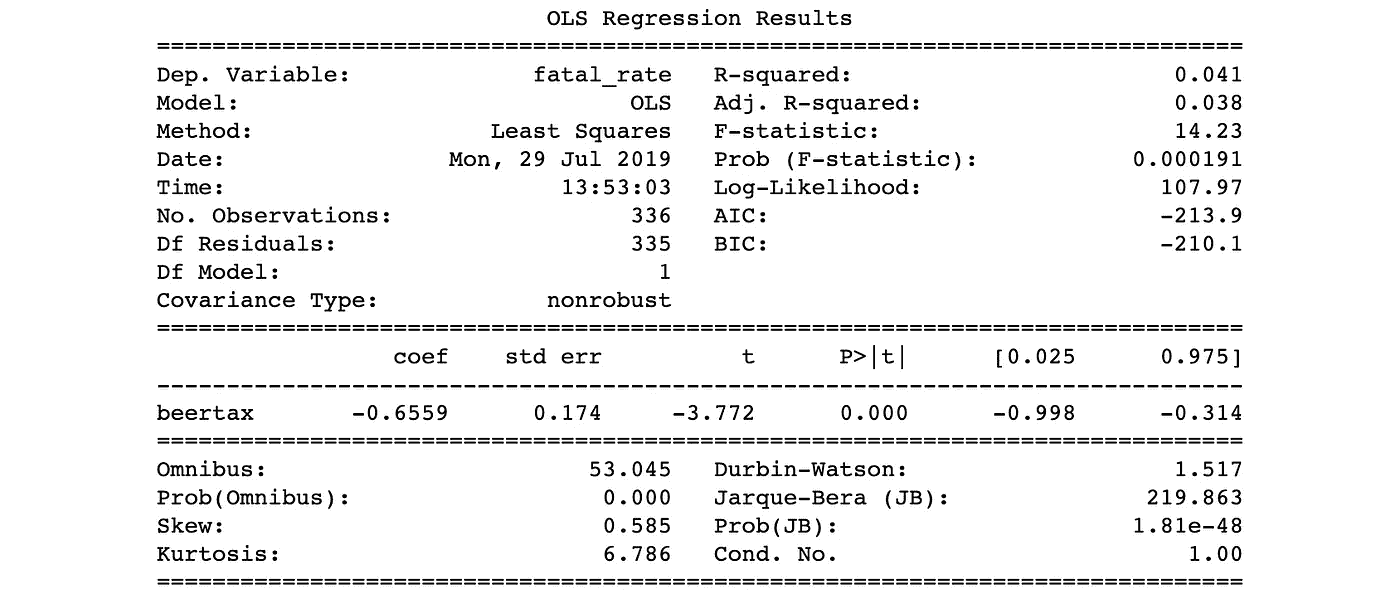 OLS Regression Results
==============================================================================
Dep. Variable: fatal_rate R-squared: 0.041
Model: OLS Adj. R-squared: 0.038
Method: Least Squares F-statistic: 14.23
Date: Mon, 29 Jul 2019 Prob (F-statistic): 0.000191
Time: 13:53:03 Log-Likelihood: 107.97
No. Observations: 336 AIC: -213.9
Df Residuals: 335 BIC: -210.1
Df Model: 1
Covariance Type: nonrobust
==============================================================================
coef std err t P>|t| [0.025 0.975]
------------------------------------------------------------------------------
beertax -0.6559 0.174 -3.772 0.000 -0.998 -0.314
==============================================================================
Omnibus: 53.045 Durbin-Watson: 1.517
Prob(Omnibus): 0.000 Jarque-Bera (JB): 219.863
Skew: 0.585 Prob(JB): 1.81e-48
Kurtosis: 6.786 Cond. No. 1.00
==============================================================================